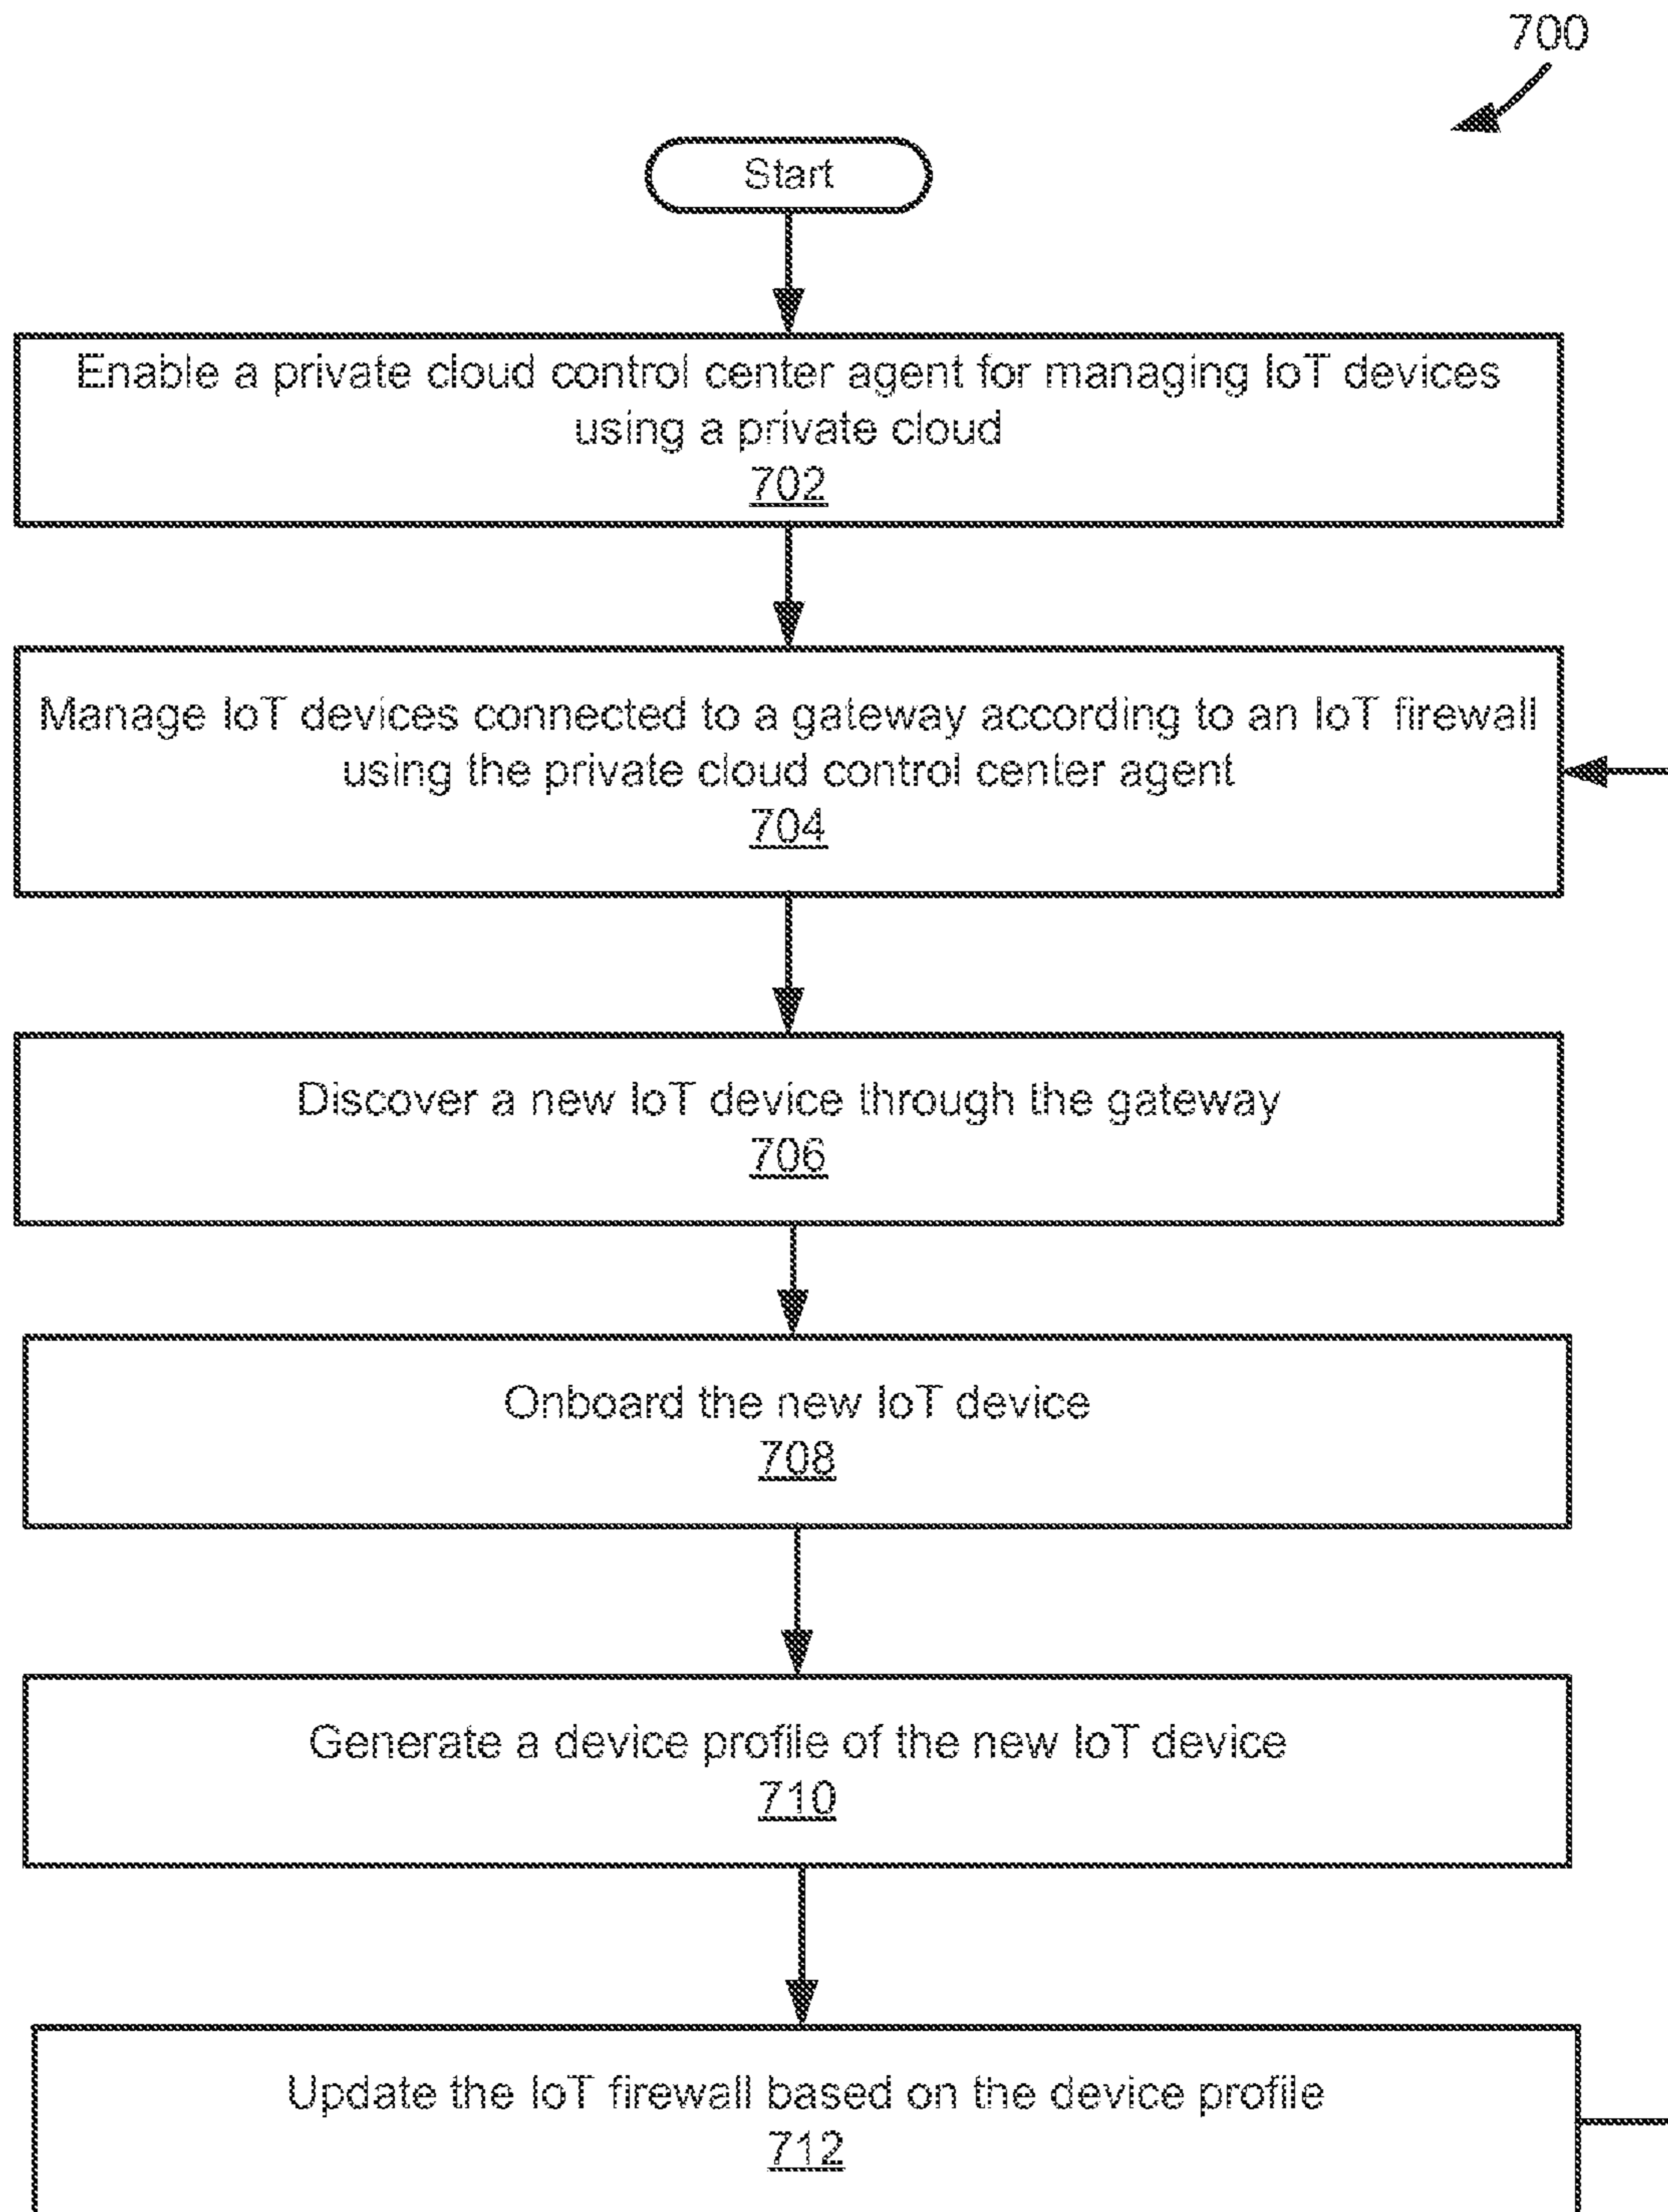 700
Start
Enable a private cloud control center agent for managing IoT devices
using a private cloud
702
Manage IoT devices connected to a gateway according to an IoT firewall
using the private cloud control center agent
704
Discover a new IoT device through the gateway
706
Onboard the new IoT device
708
Generate a device profile of the new IoT device
710
Update the IoT firewall based on the device profile
712